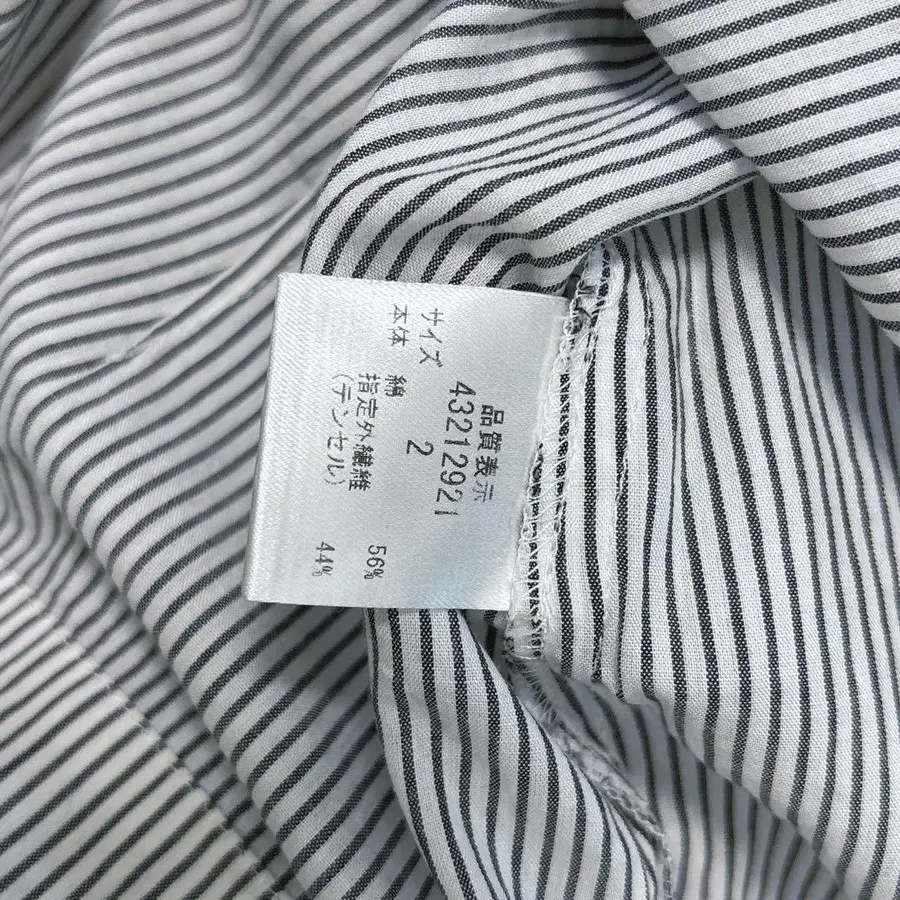 品質表示
43212921
サイズ 2
本体 綿 56%
指定外繊維 44%
(テンセル)